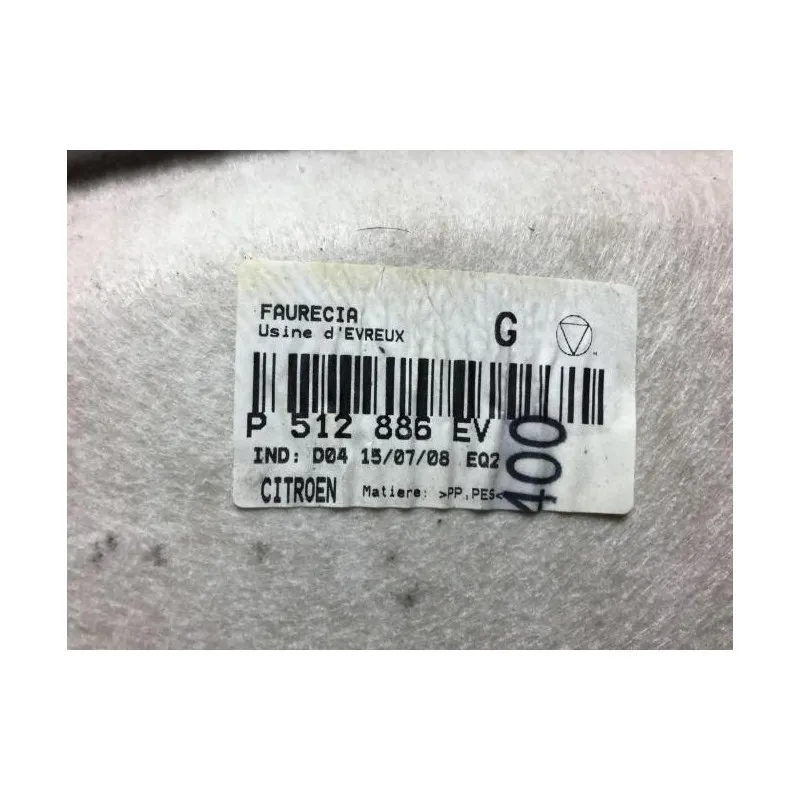 FAURECIA
Usine d'EVREUX
G
P 512 886 EV
IND: D04 15/07/08 EQ2
CITROEN Matiere: >PP,PES<
400